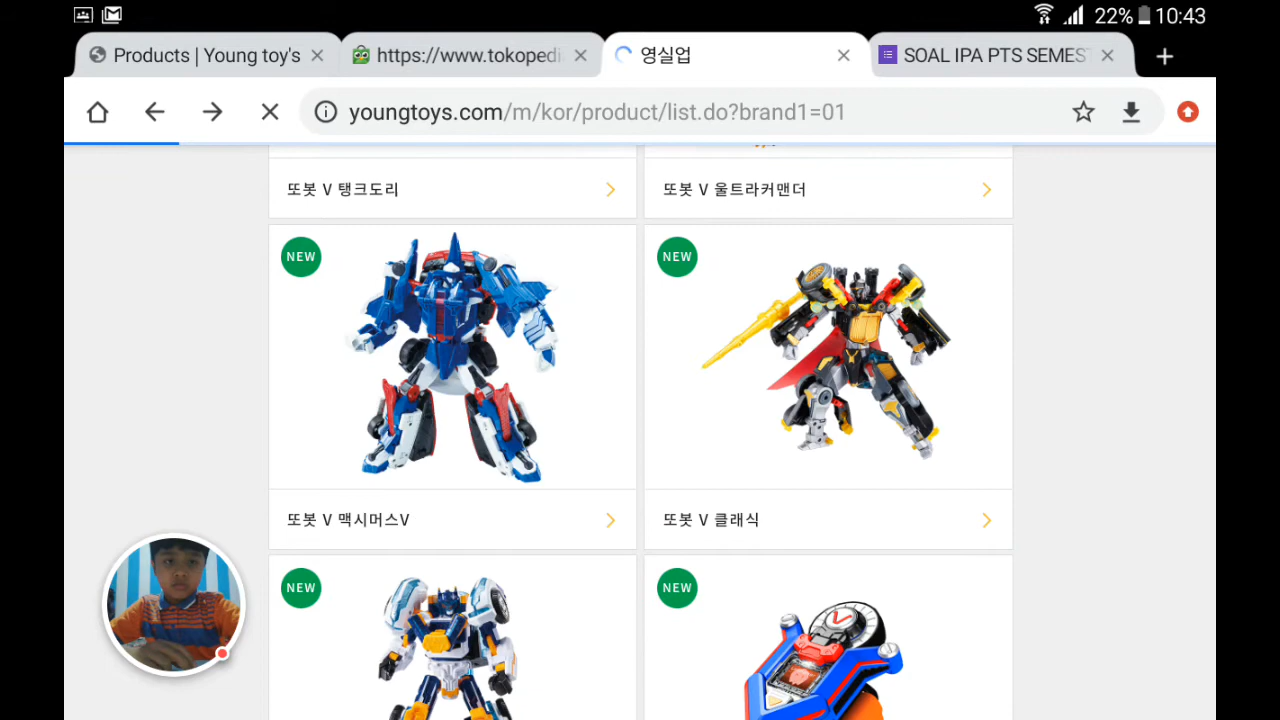 22% 10:43
Products | Young toy's
https://www.tokopedi
영실업
SOAL IPA PTS SEMES
youngtoys.com/m/kor/product/list.do?brand1=01
또봇 V 탱크도리
또봇 V 울트라커맨더
NEW
NEW
또봇 V 맥시머스V
또봇 V 클래식
NEW
NEW
V